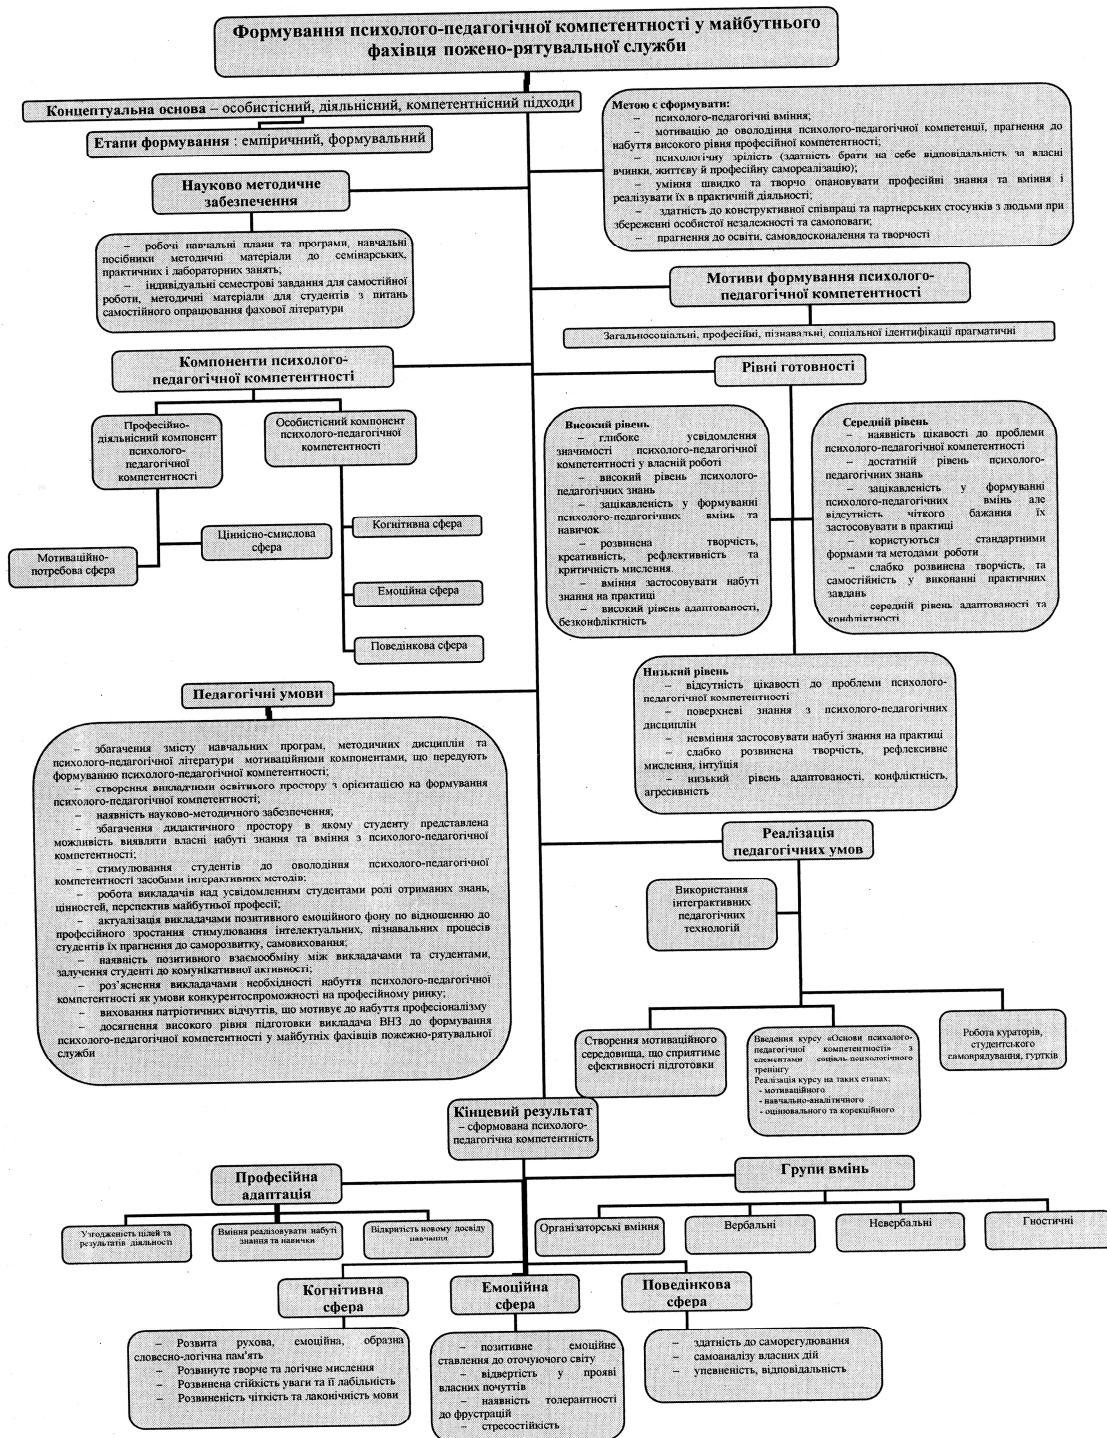 Формування психолого-педагогічної компетентності у майбутнього
фахівця пожено-рятувальної служби
Концептуальна основа – особистісний, діяльнісний, компетентнісний підходи
Етапи формування : емпіричний, формувальний
Метою є сформувати:
– психолого-педагогічні вміння;
– мотивацію до оволодіння психолого-педагогічної компетенції, прагнення до
набуття високого рівня професійної компетентності;
– психологічну зрілість (здатність брати на себе відповідальність за власні
вчинки, життєву й професійну самореалізацію);
– уміння швидко та творчо опановувати професійні знання та вміння і
реалізувати їх в практичній діяльності;
– здатність до конструктивної співпраці та партнерських стосунків з людьми при
збереженні особистої незалежності та самоповаги;
– прагнення до освіти, самовдосконалення та творчості
Науково методичне
забезпечення
– робочі навчальні плани та програми, навчальні
посібники методичні матеріали до семінарських,
практичних і лабораторних занять;
– індивідуальні семестрові завдання для самостійної
роботи, методичні матеріали для студентів з питань
самостійного опрацювання фахової літератури
Мотиви формування психолого-
педагогічної компетентності
Загальносоціальні, професійні, пізнавальні, соціальної ідентифікації прагматичні
Компоненти психолого-
педагогічної компетентності
Професійно-
діяльнісний компонент
психолого-
педагогічної
компетентності
Особистісний компонент
психолого-педагогічної
компетентності
Мотиваційно-
потребова сфера
Ціннісно-смислова
сфера
Когнітивна сфера
Емоційна сфера
Поведінкова сфера
Рівні готовності
Високий рівень
– глибоке усвідомлення
значимості психолого-педагогічної
компетентності у власній роботі
– високий рівень психолого-
педагогічних знань
– зацікавленість у формуванні
психолого-педагогічних вмінь та
навичок
– розвинена творчість,
креативність, рефлективність та
критичність мислення.
– вміння застосовувати набуті
знання на практиці
– високий рівень адаптованості,
безконфліктність
Середній рівень
– наявність цікавості до проблеми
психолого-педагогічної компетентності
– достатній рівень психолого-
педагогічних знань
– зацікавленість у формуванні
психолого-педагогічних вмінь але
відсутність чіткого бажання їх
застосовувати в практиці
– користуються стандартними
формами та методами роботи
– слабко розвинена творчість, та
самостійність у виконанні практичних
завдань
– середній рівень адаптованості та
конфліктності
Низький рівень
– відсутність цікавості до проблеми психолого-
педагогічної компетентності
– поверхневі знання з психолого-педагогічних
дисциплін
– невміння застосовувати набуті знання на практиці
– слабко розвинена творчість, рефлексивне
мислення, інтуїція
– низький рівень адаптованості, конфліктність,
агресивність
Педагогічні умови
– збагачення змісту навчальних програм, методичних дисциплін та
психолого-педагогічної літератури мотиваційними компонентами, що передують
формуванню психолого-педагогічної компетентності;
– створення викладчими освітнього простору з орієнтацією на формування
психолого-педагогічної компетентності;
– наявність науково-методичного забезпечення;
– збагачення дидактичного простору в якому студенту представлена
можливість виявляти власні набуті знання та вміння з психолого-педагогічної
компетентності;
– стимулювання студентів до оволодіння психолого-педагогічної
компетентності засобами інтерактивних методів;
– робота викладачів над усвідомленням студентами ролі отриманих знань,
цінностей, перспектив майбутньої професії;
– актуалізація викладачами позитивного емоційного фону по відношенню до
професійного зростання стимулювання інтелектуальних, пізнавальних процесів
студентів їх прагнення до саморозвитку, самовиховання;
– наявність позитивного взаємообміну між викладачами та студентами,
залучення студенті до комунікативної активності;
– роз'яснення викладачами необхідності набуття психолого-педагогічної
компетентності як умови конкурентоспроможності на професійному ринку;
– виховання патріотичних відчуттів, що мотивує до набуття професіоналізму
– досягнення високого рівня підготовки викладача ВНЗ до формування
психолого-педагогічної компетентності у майбутніх фахівців пожежно-рятувальної
служби
Реалізація
педагогічних умов
Використання
інтеграктивних
педагогічних
технологій
Створення мотиваційного
середовища, що сприятиме
ефективності підготовки
Введення курсу «Основи психолого-
педагогічної компетентності» з
елементами соціаль-психологічного
тренінгу
Реалізація курсу на таких етапах:
- мотиваційного
- навчально-аналітичного
- оцінювального та корекційного
Робота кураторів,
студентського
самоврядування, гуртків
Кінцевий результат
– сформована психолого-
педагогічна компетентність
Професійна
адаптація
Узгодженість цілей та
результатів діяльності
Вміння реалізовувати набуті
знання та навички
Відкритість новому досвіду
навчання
Групи вмінь
Організаторські вміння
Вербальні
Невербальні
Гностичні
Когнітивна
сфера
– Розвита рухова, емоційна, образна
словесно-логічна пам'ять
– Розвинуте творче та логічне мислення
– Розвинена стійкість уваги та її лабільність
– Розвиненість чіткість та лаконічність мови
Емоційна
сфера
– позитивне емоційне
ставлення до оточуючого світу
– відвертість у прояві
власних почуттів
– наявність толерантності
до фрустрацій
– стресостійкість
Поведінкова
сфера
– здатність до саморегулювання
– самоаналізу власних дій
– упевненість, відповідальність